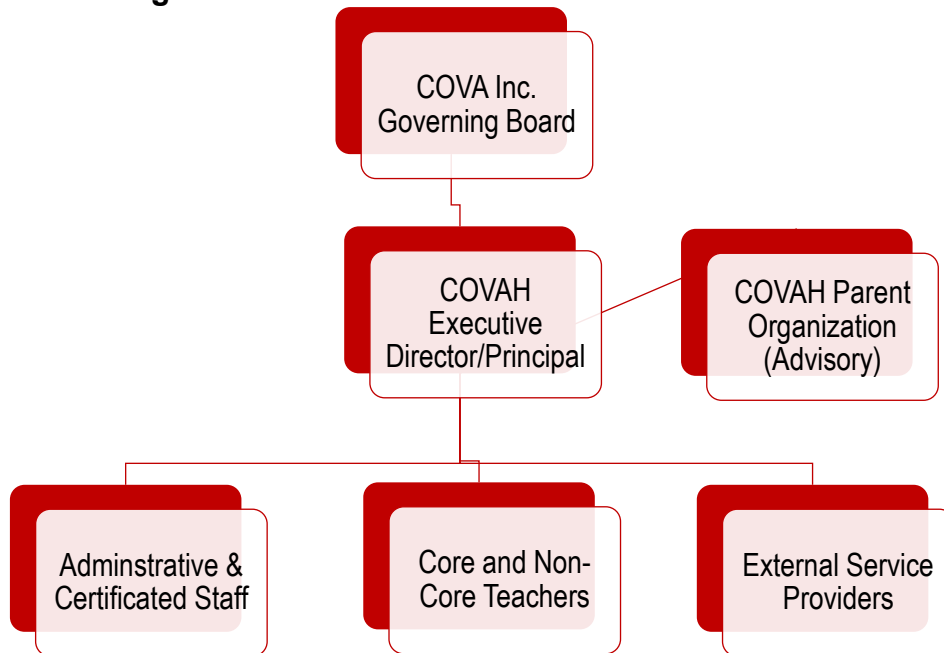 COVA Inc.
Governing Board
COVAH
Executive
Director/Principal
COVAH Parent
Organization
(Advisory)
Adminstrative &
Certificated Staff
Core and Non-
Core Teachers
External Service
Providers